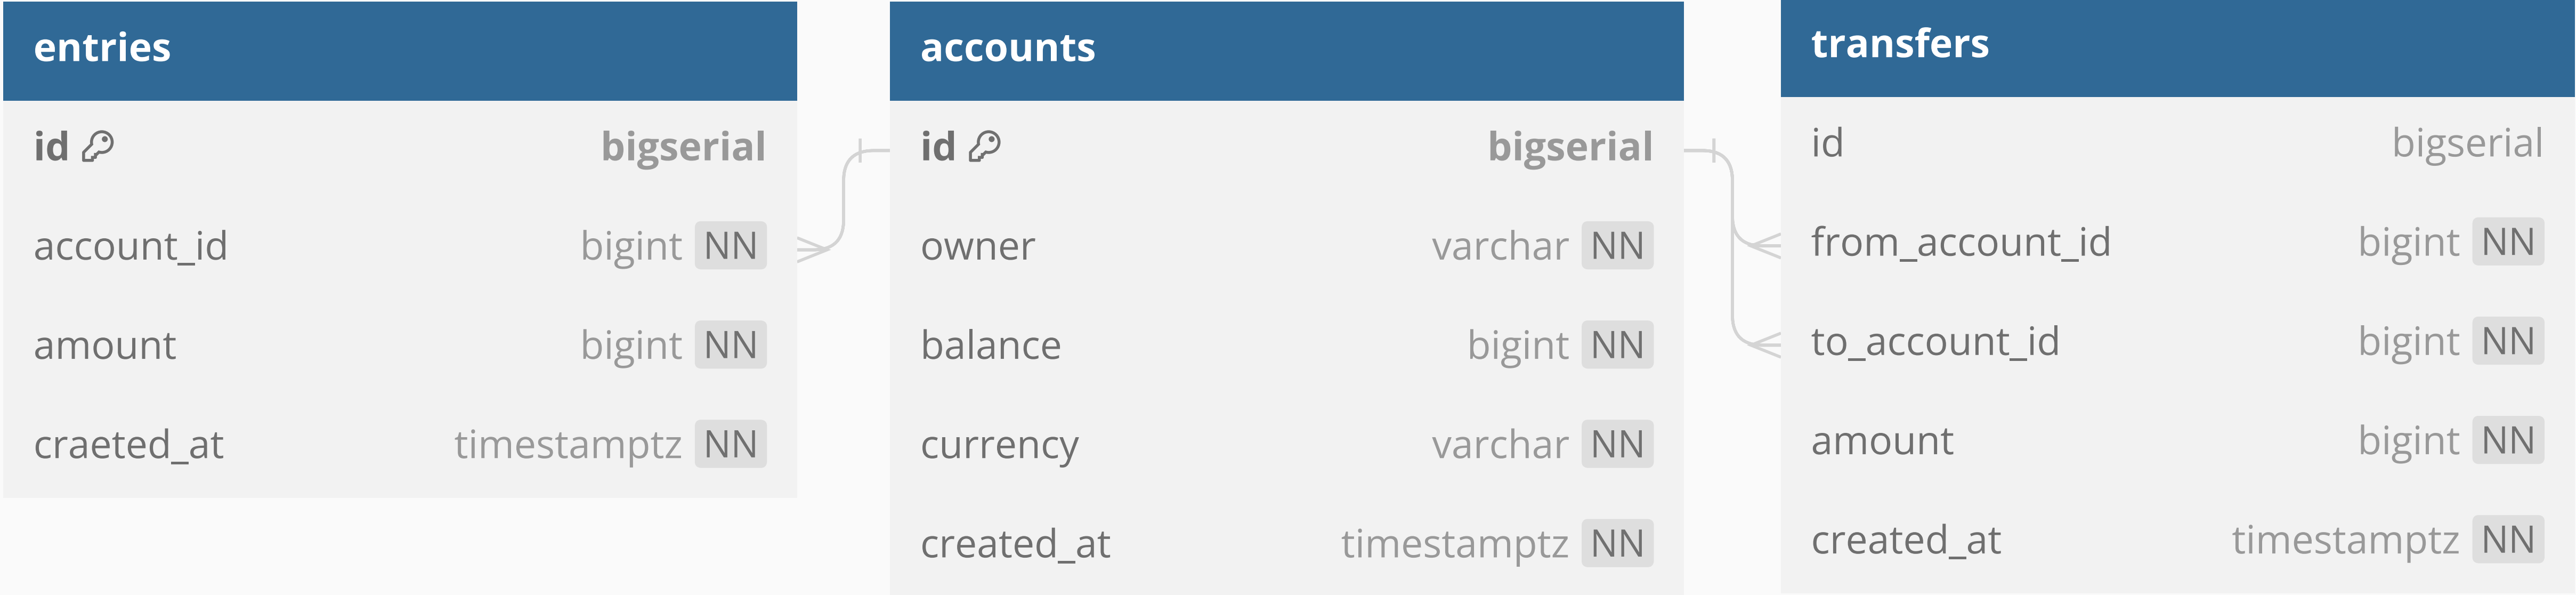 entries
id bigserial
account_id bigint NN
amount bigint NN
craeted_at timestamptz NN
accounts
id bigserial
owner varchar NN
balance bigint NN
currency varchar NN
created_at timestamptz NN
transfers
id bigserial
from_account_id bigint NN
to_account_id bigint NN
amount bigint NN
created_at timestamptz NN